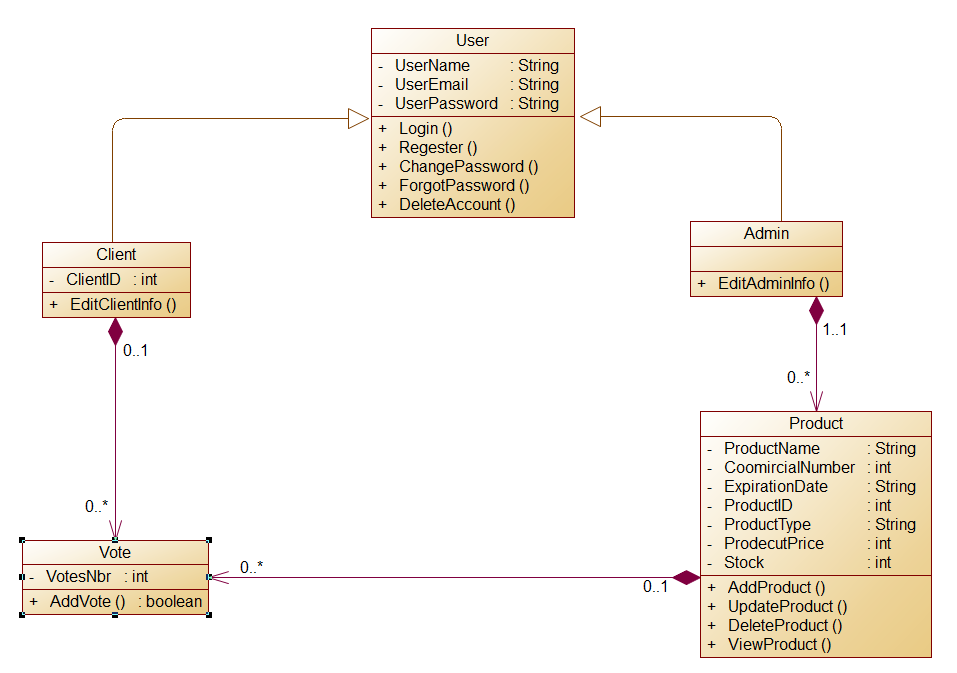 User
- UserName : String
- UserEmail : String
- UserPassword : String
+ Login ()
+ Regester ()
+ ChangePassword ()
+ ForgotPassword ()
+ DeleteAccount ()
Client
- ClientID : int
+ EditClientInfo ()
Admin
+ EditAdminInfo ()
0..1
1..1
0..*
0..*
Product
- ProductName : String
- CoomircialNumber : int
- ExpirationDate : String
- ProductID : int
- ProductType : String
- ProdecutPrice : int
- Stock : int
+ AddProduct ()
+ UpdateProduct ()
+ DeleteProduct ()
+ ViewProduct ()
Vote
- VotesNbr : int
+ AddVote () : boolean
0..*
0..1